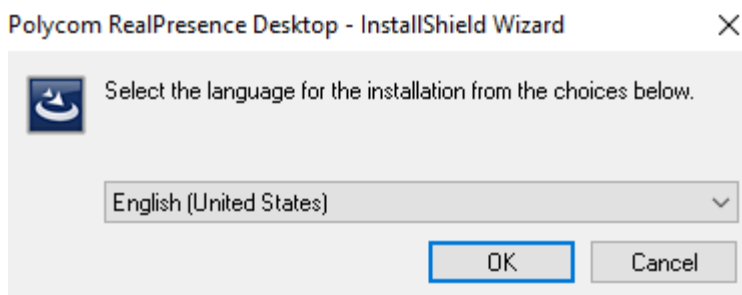 Polycom RealPresence Desktop - InstallShield Wizard
Select the language for the installation from the choices below.
English (United States)
OK Cancel